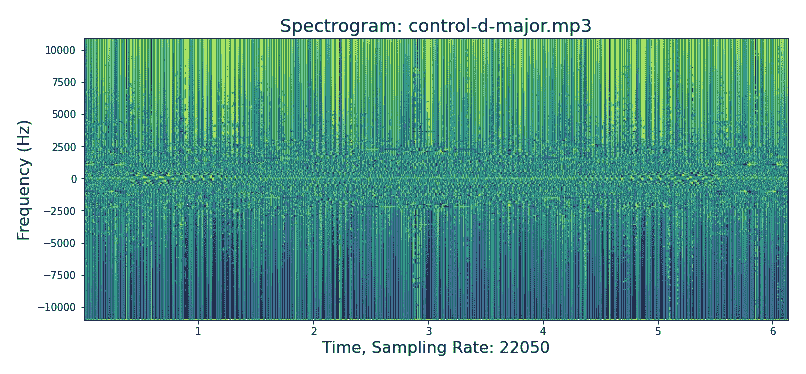 Spectrogram: control-d-major.mp3
Frequency (Hz)
10000
7500
5000
2500
0
−2500
−5000
−7500
−10000
1 2 3 4 5 6
Time, Sampling Rate: 22050